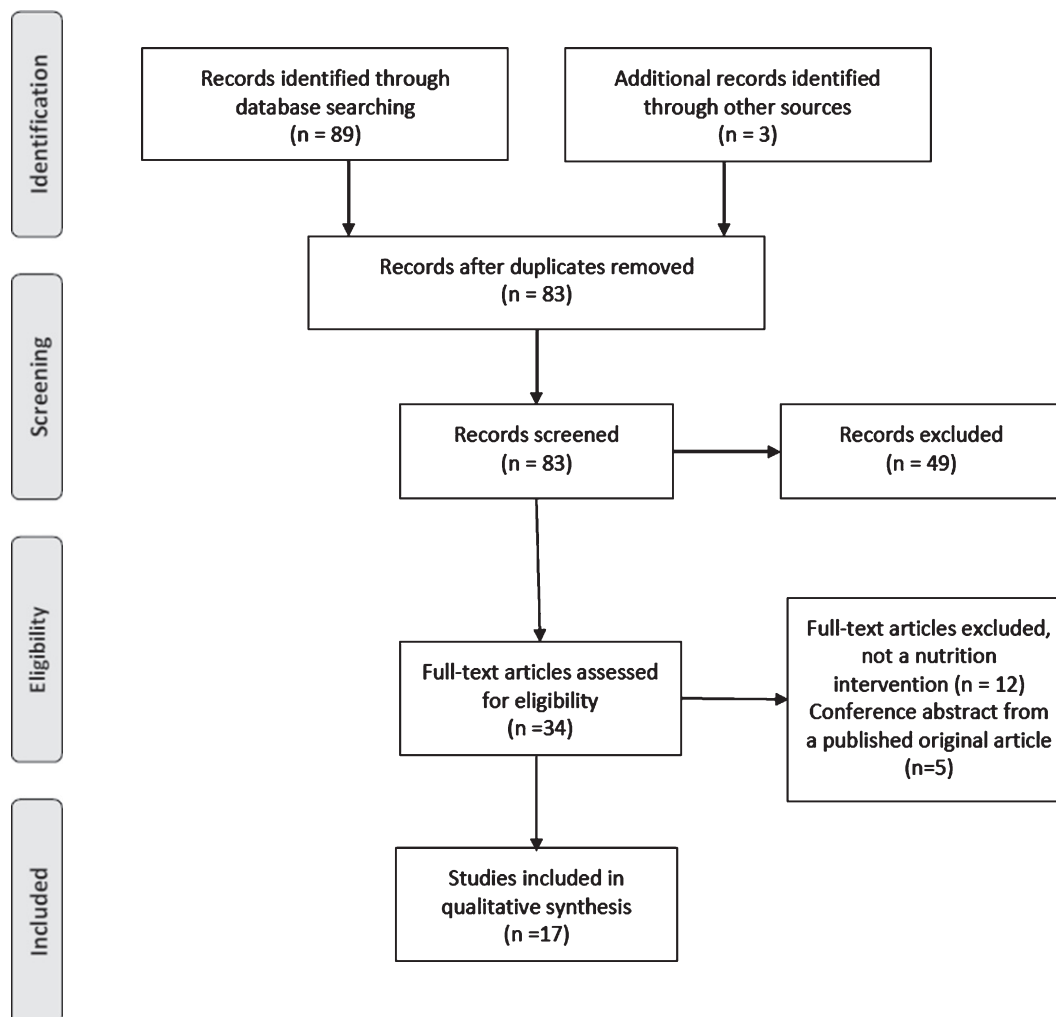 Identification
Records identified through
database searching
(n = 89)
Additional records identified
through other sources
(n = 3)
Records after duplicates removed
(n = 83)
Screening
Records screened
(n = 83)
Records excluded
(n = 49)
Eligibility
Full-text articles assessed
for eligibility
(n =34)
Full-text articles excluded,
not a nutrition
intervention (n = 12)
Conference abstract from
a published original article
(n=5)
Included
Studies included in
qualitative synthesis
(n =17)